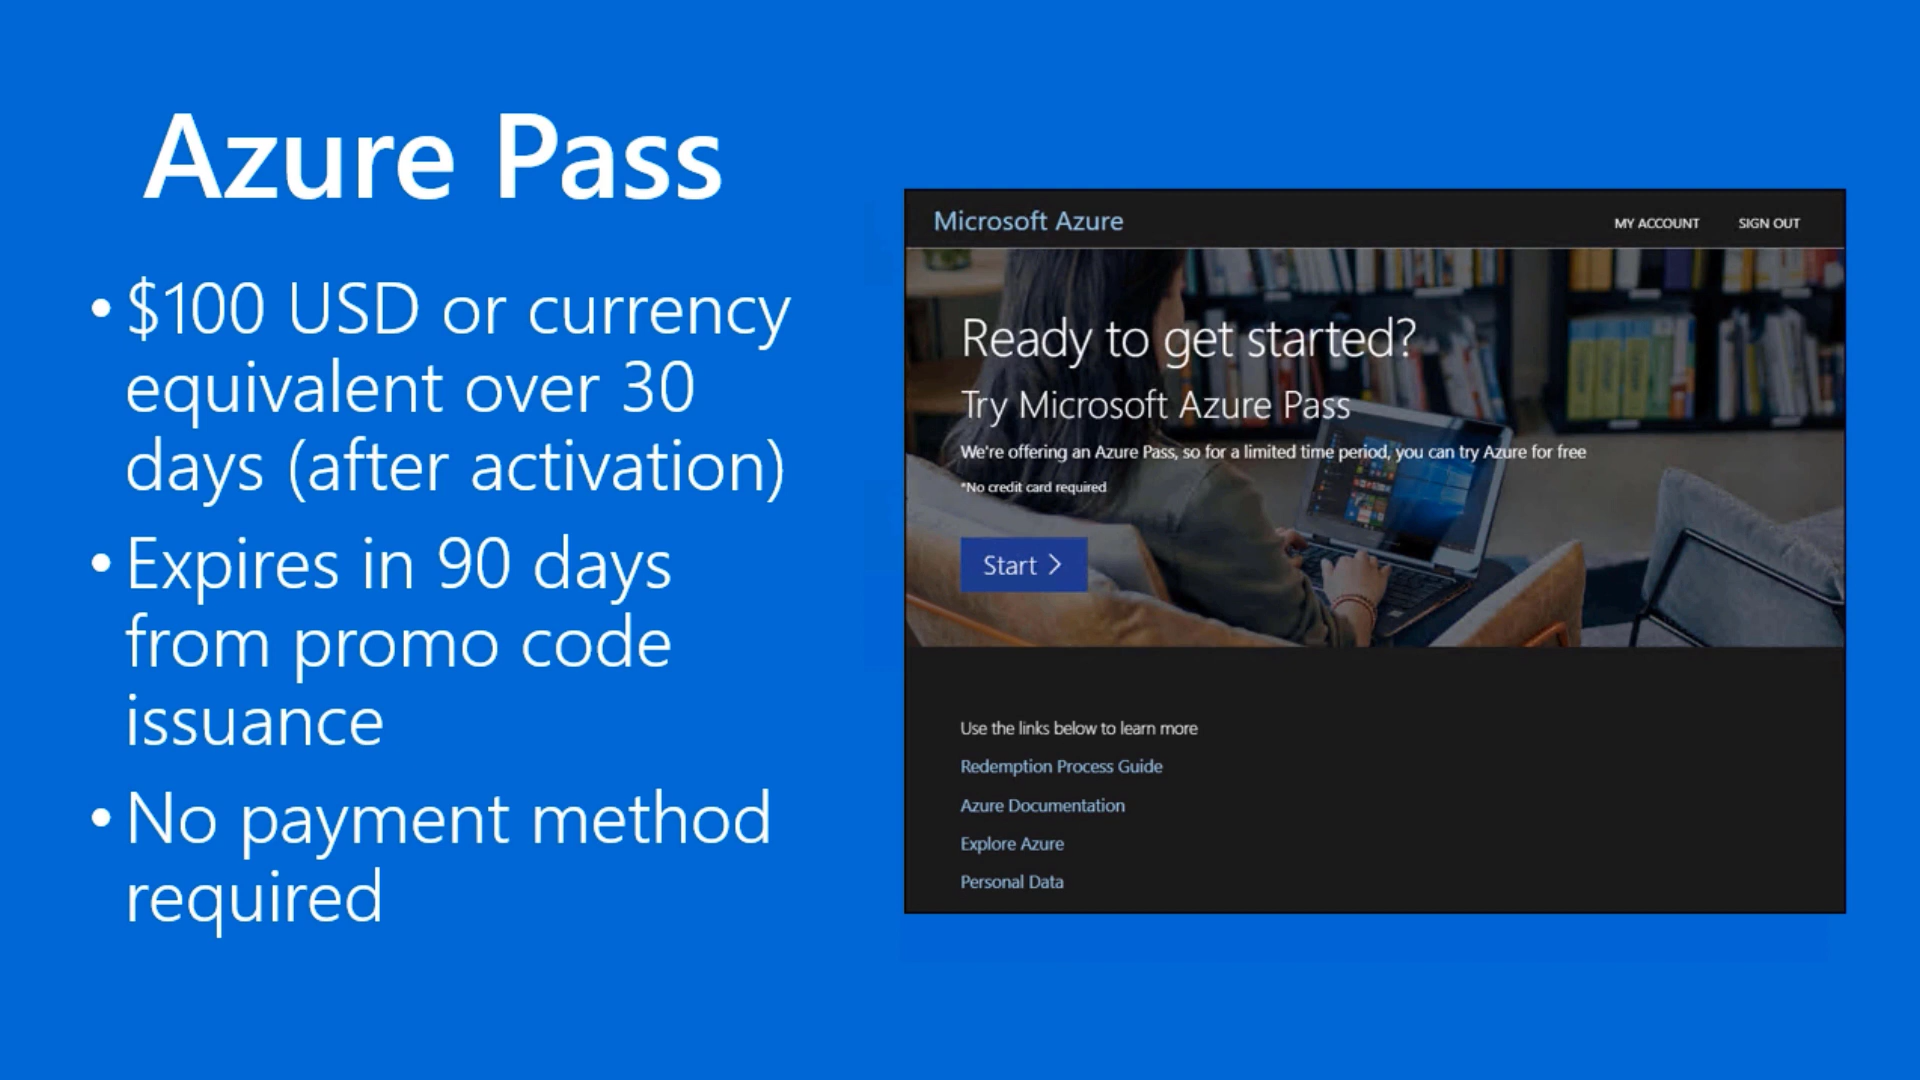 Azure Pass
• $100 USD or currency
equivalent over 30
days (after activation)
• Expires in 90 days
from promo code
issuance
• No payment method
required
Microsoft Azure
MY ACCOUNT
SIGN OUT
Ready to get started?
Try Microsoft Azure Pass
We're offering an Azure Pass, so for a limited time period, you can try Azure for free
*No credit card required
Start >
Use the links below to learn more
Redemption Process Guide
Azure Documentation
Explore Azure
Personal Data